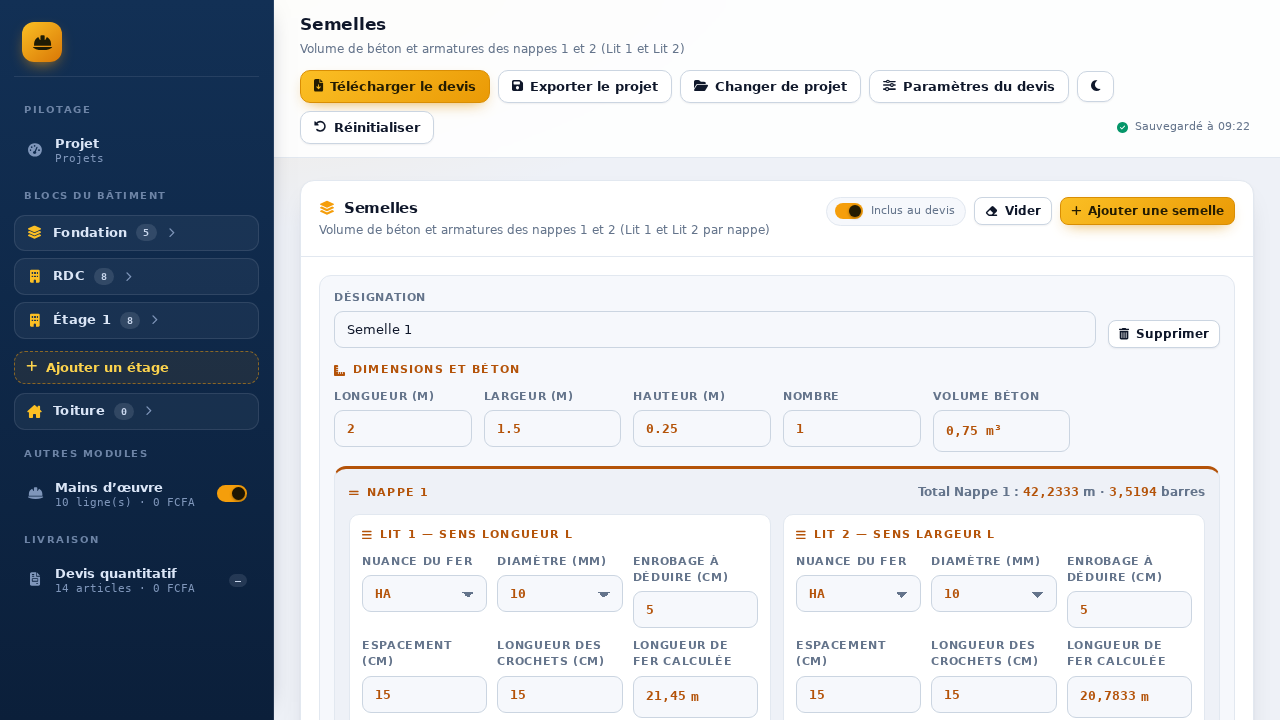 PILOTAGE
Projet
Projets
BLOCS DU BÂTIMENT
Fondation 5
RDC 8
Étage 1 8
Ajouter un étage
Toiture 0
AUTRES MODULES
Mains d’œuvre
10 ligne(s) · 0 FCFA
LIVRAISON
Devis quantitatif
14 articles · 0 FCFA
–
Semelles
Volume de béton et armatures des nappes 1 et 2 (Lit 1 et Lit 2)
Télécharger le devis
Exporter le projet
Changer de projet
Paramètres du devis
Réinitialiser
Sauvegardé à 09:22
Semelles
Volume de béton et armatures des nappes 1 et 2 (Lit 1 et Lit 2 par nappe)
Inclus au devis
Vider
+ Ajouter une semelle
DÉSIGNATION
Semelle 1
Supprimer
DIMENSIONS ET BÉTON
LONGUEUR (M) LARGEUR (M) HAUTEUR (M) NOMBRE VOLUME BÉTON
2 1.5 0.25 1 0,75 m³
NAPPE 1
Total Nappe 1 : 42,2333 m · 3,5194 barres
LIT 1 — SENS LONGUEUR L
NUANCE DU FER DIAMÈTRE (MM) ENROBAGE À DÉDUIRE (CM)
HA 10 5
ESPACEMENT (CM) LONGUEUR DES CROCHETS (CM) LONGUEUR DE FER CALCULÉE
15 15 21,45 m
LIT 2 — SENS LARGEUR L
NUANCE DU FER DIAMÈTRE (MM) ENROBAGE À DÉDUIRE (CM)
HA 10 5
ESPACEMENT (CM) LONGUEUR DES CROCHETS (CM) LONGUEUR DE FER CALCULÉE
15 15 20,7833 m